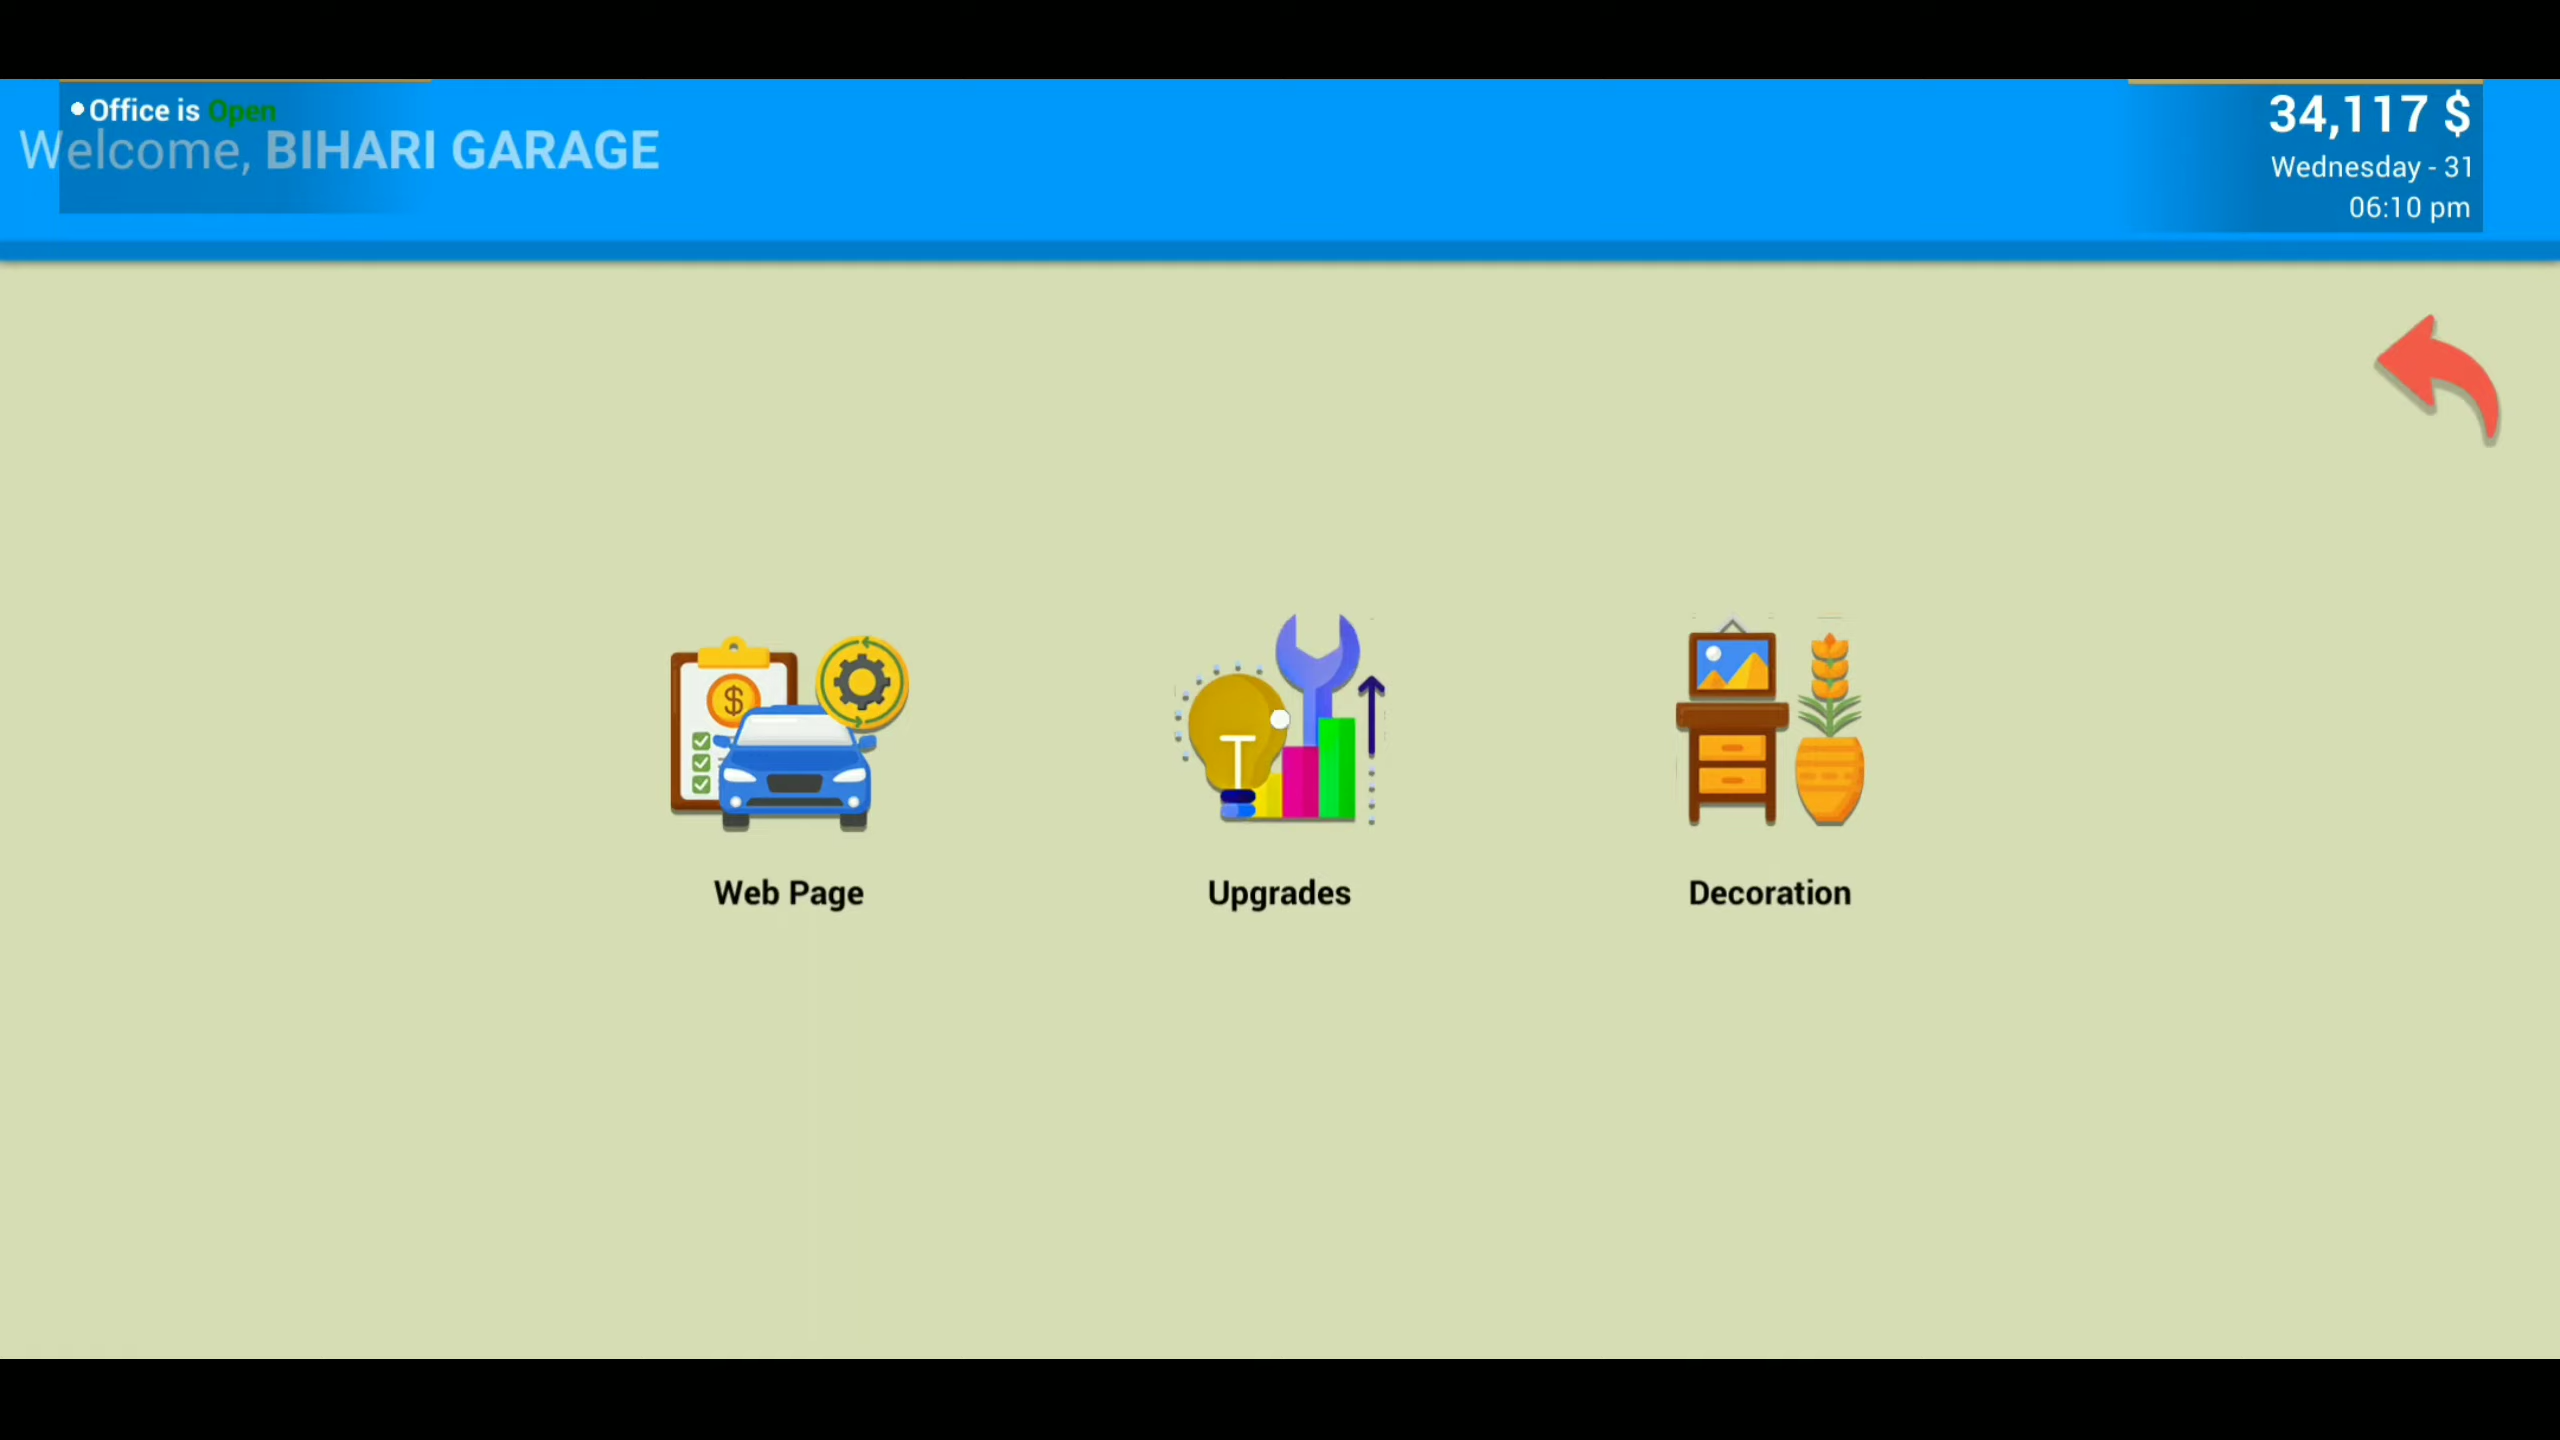 Office is Open
Welcome, BIHARI GARAGE
34,117 $
Wednesday - 31
06:10 pm
Web Page
Upgrades
Decoration